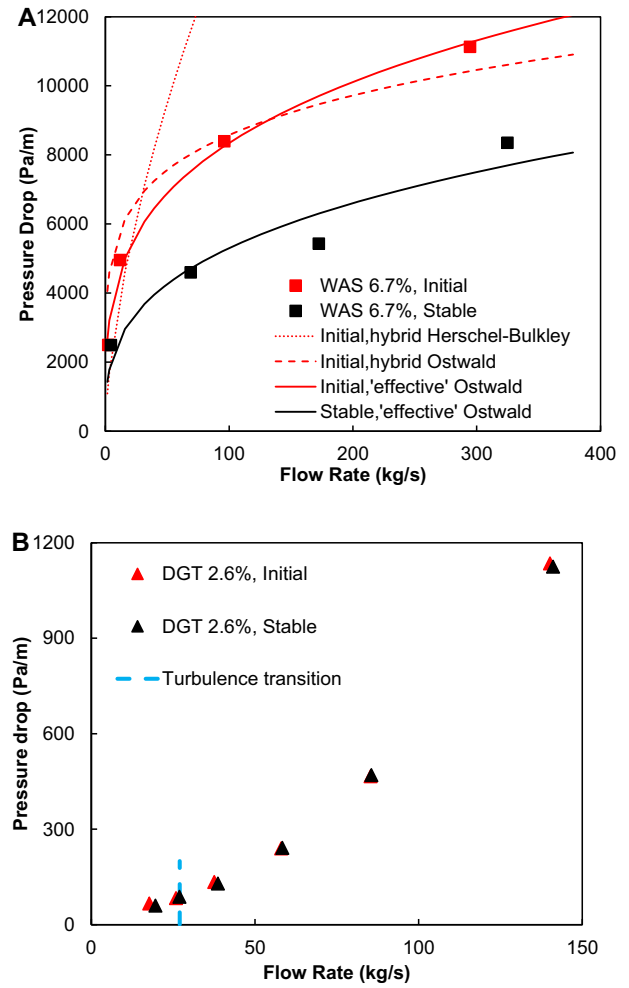 A
12000
10000
8000
6000
4000
2000
0
Pressure Drop (Pa/m)
WAS 6.7%, Initial
WAS 6.7%, Stable
Initial,hybrid Herschel-Bulkley
Initial,hybrid Ostwald
Initial,'effective' Ostwald
Stable,'effective' Ostwald
0 100 200 300 400
Flow Rate (kg/s)
B
1200
900
600
300
0
Pressure drop (Pa/m)
DGT 2.6%, Initial
DGT 2.6%, Stable
Turbulence transition
0 50 100 150
Flow Rate (kg/s)